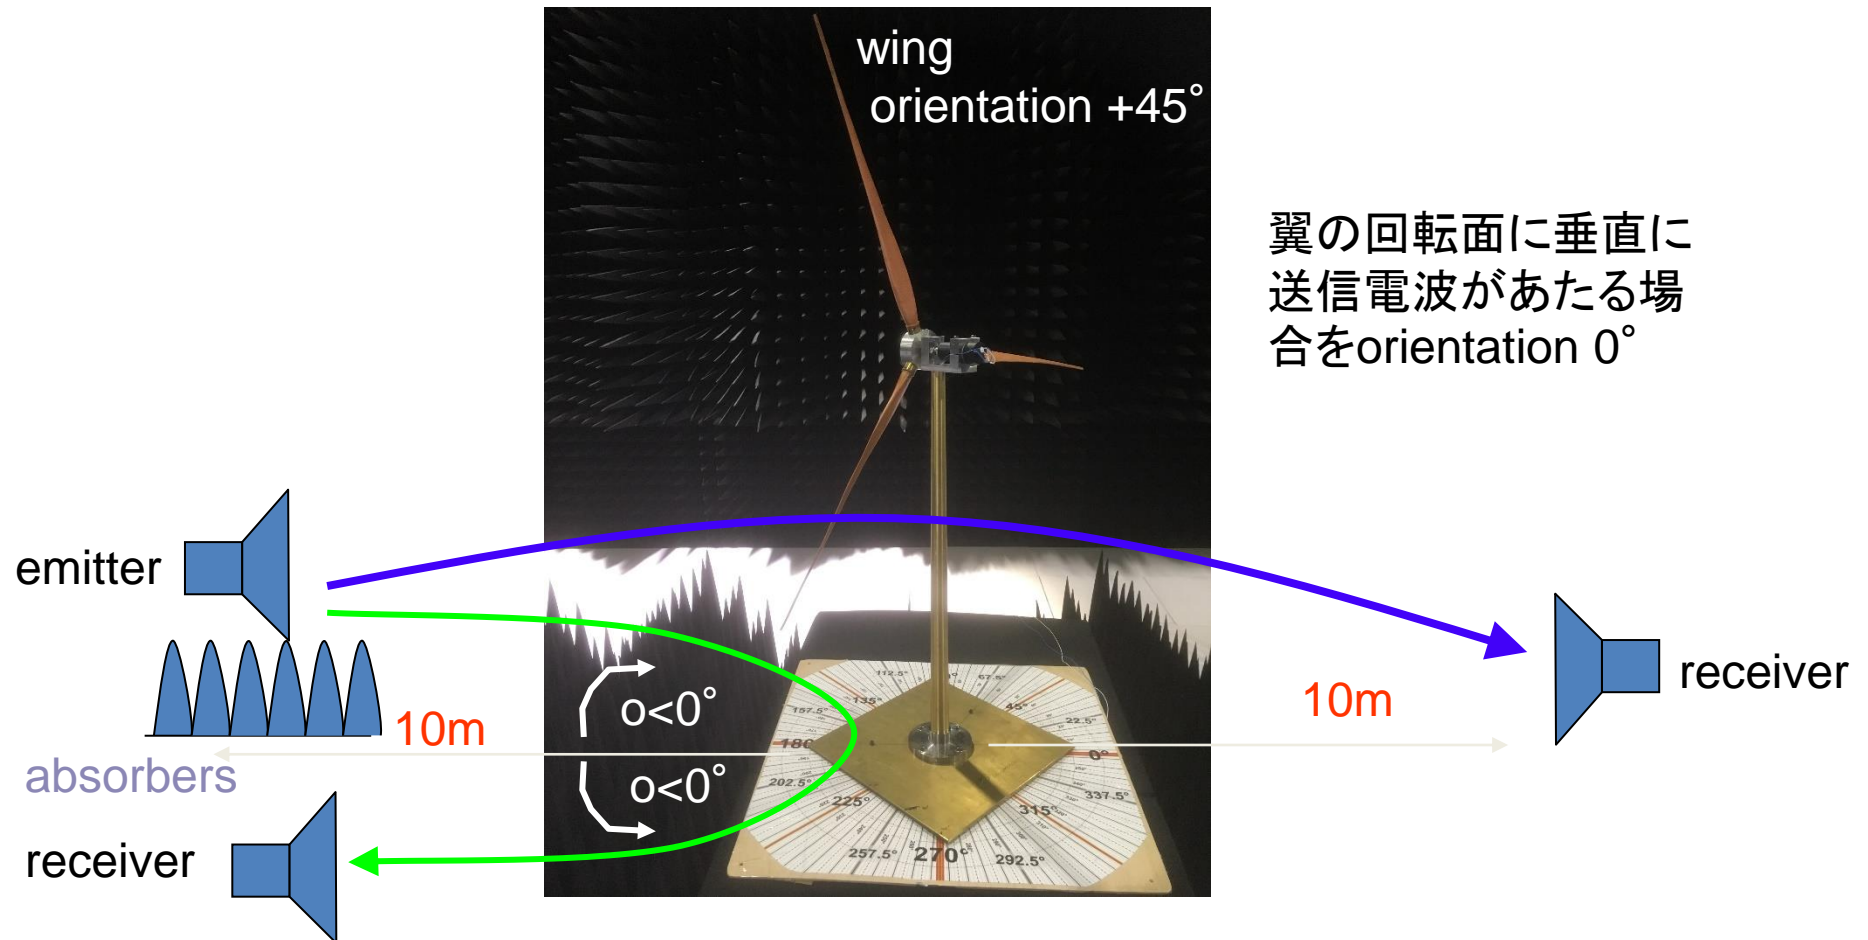 wing
orientation +45°
翼の回転面に垂直に
送信電波があたる場
合をorientation 0°
emitter
absorbers
receiver
10m
o<0°
o<0°
10m
receiver
112.5°
67.5°
135°
45°
157.5°
22.5°
180
0°
202.5°
337.5°
225°
315°
257.5°
270°
292.5°